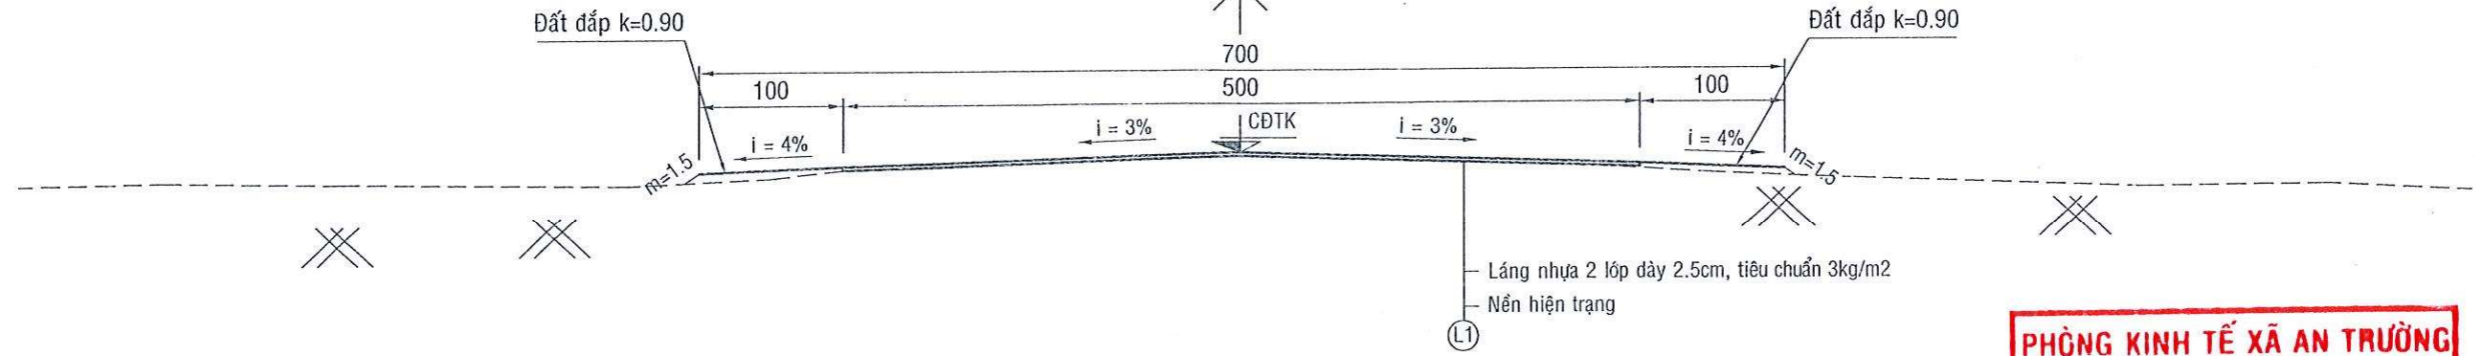 Đất đắp k=0.90
Đất đắp k=0.90
700
100
500
100
i = 4%
i = 3%
CĐTK
i = 3%
i = 4%
m=1.5
m=1.5
Láng nhựa 2 lớp dày 2.5cm, tiêu chuẩn 3kg/m2
Nền hiện trạng
L1
PHÒNG KINH TẾ XÃ AN TRƯỜNG